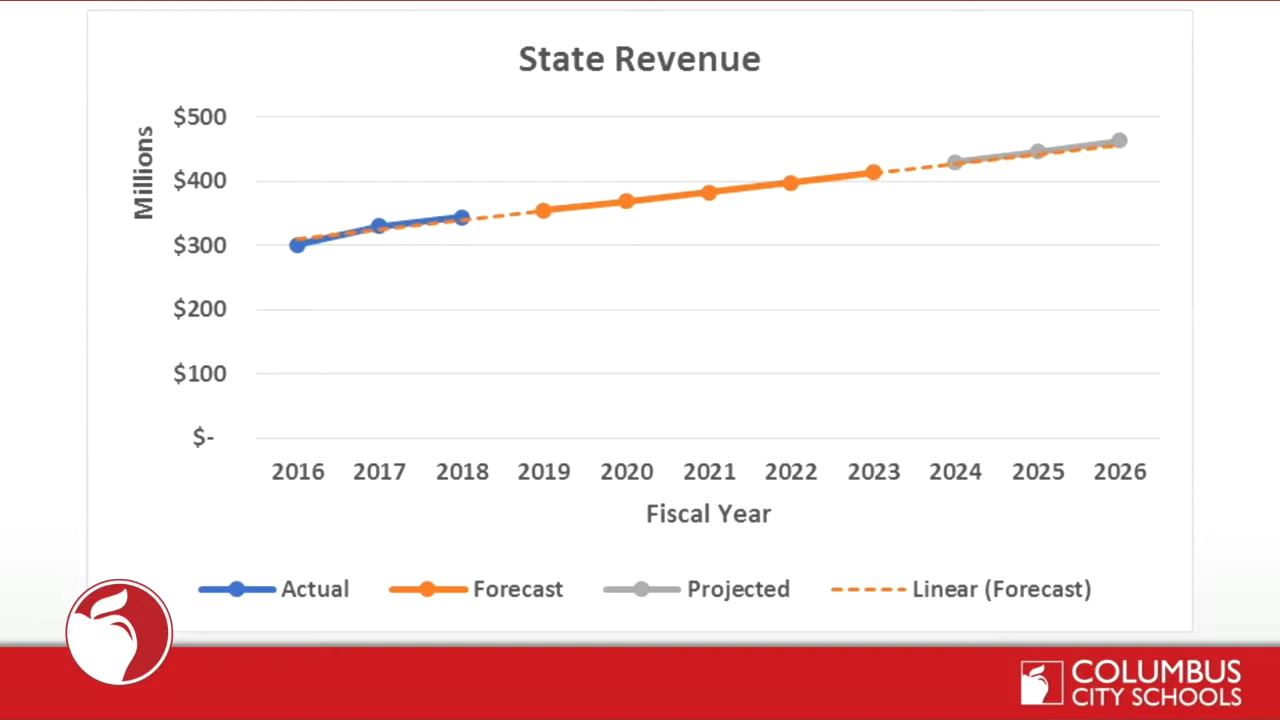 State Revenue
Millions
$500
$400
$300
$200
$100
$-
2016 2017 2018 2019 2020 2021 2022 2023 2024 2025 2026
Fiscal Year
Actual Forecast Projected Linear (Forecast)
COLUMBUS
CITY SCHOOLS